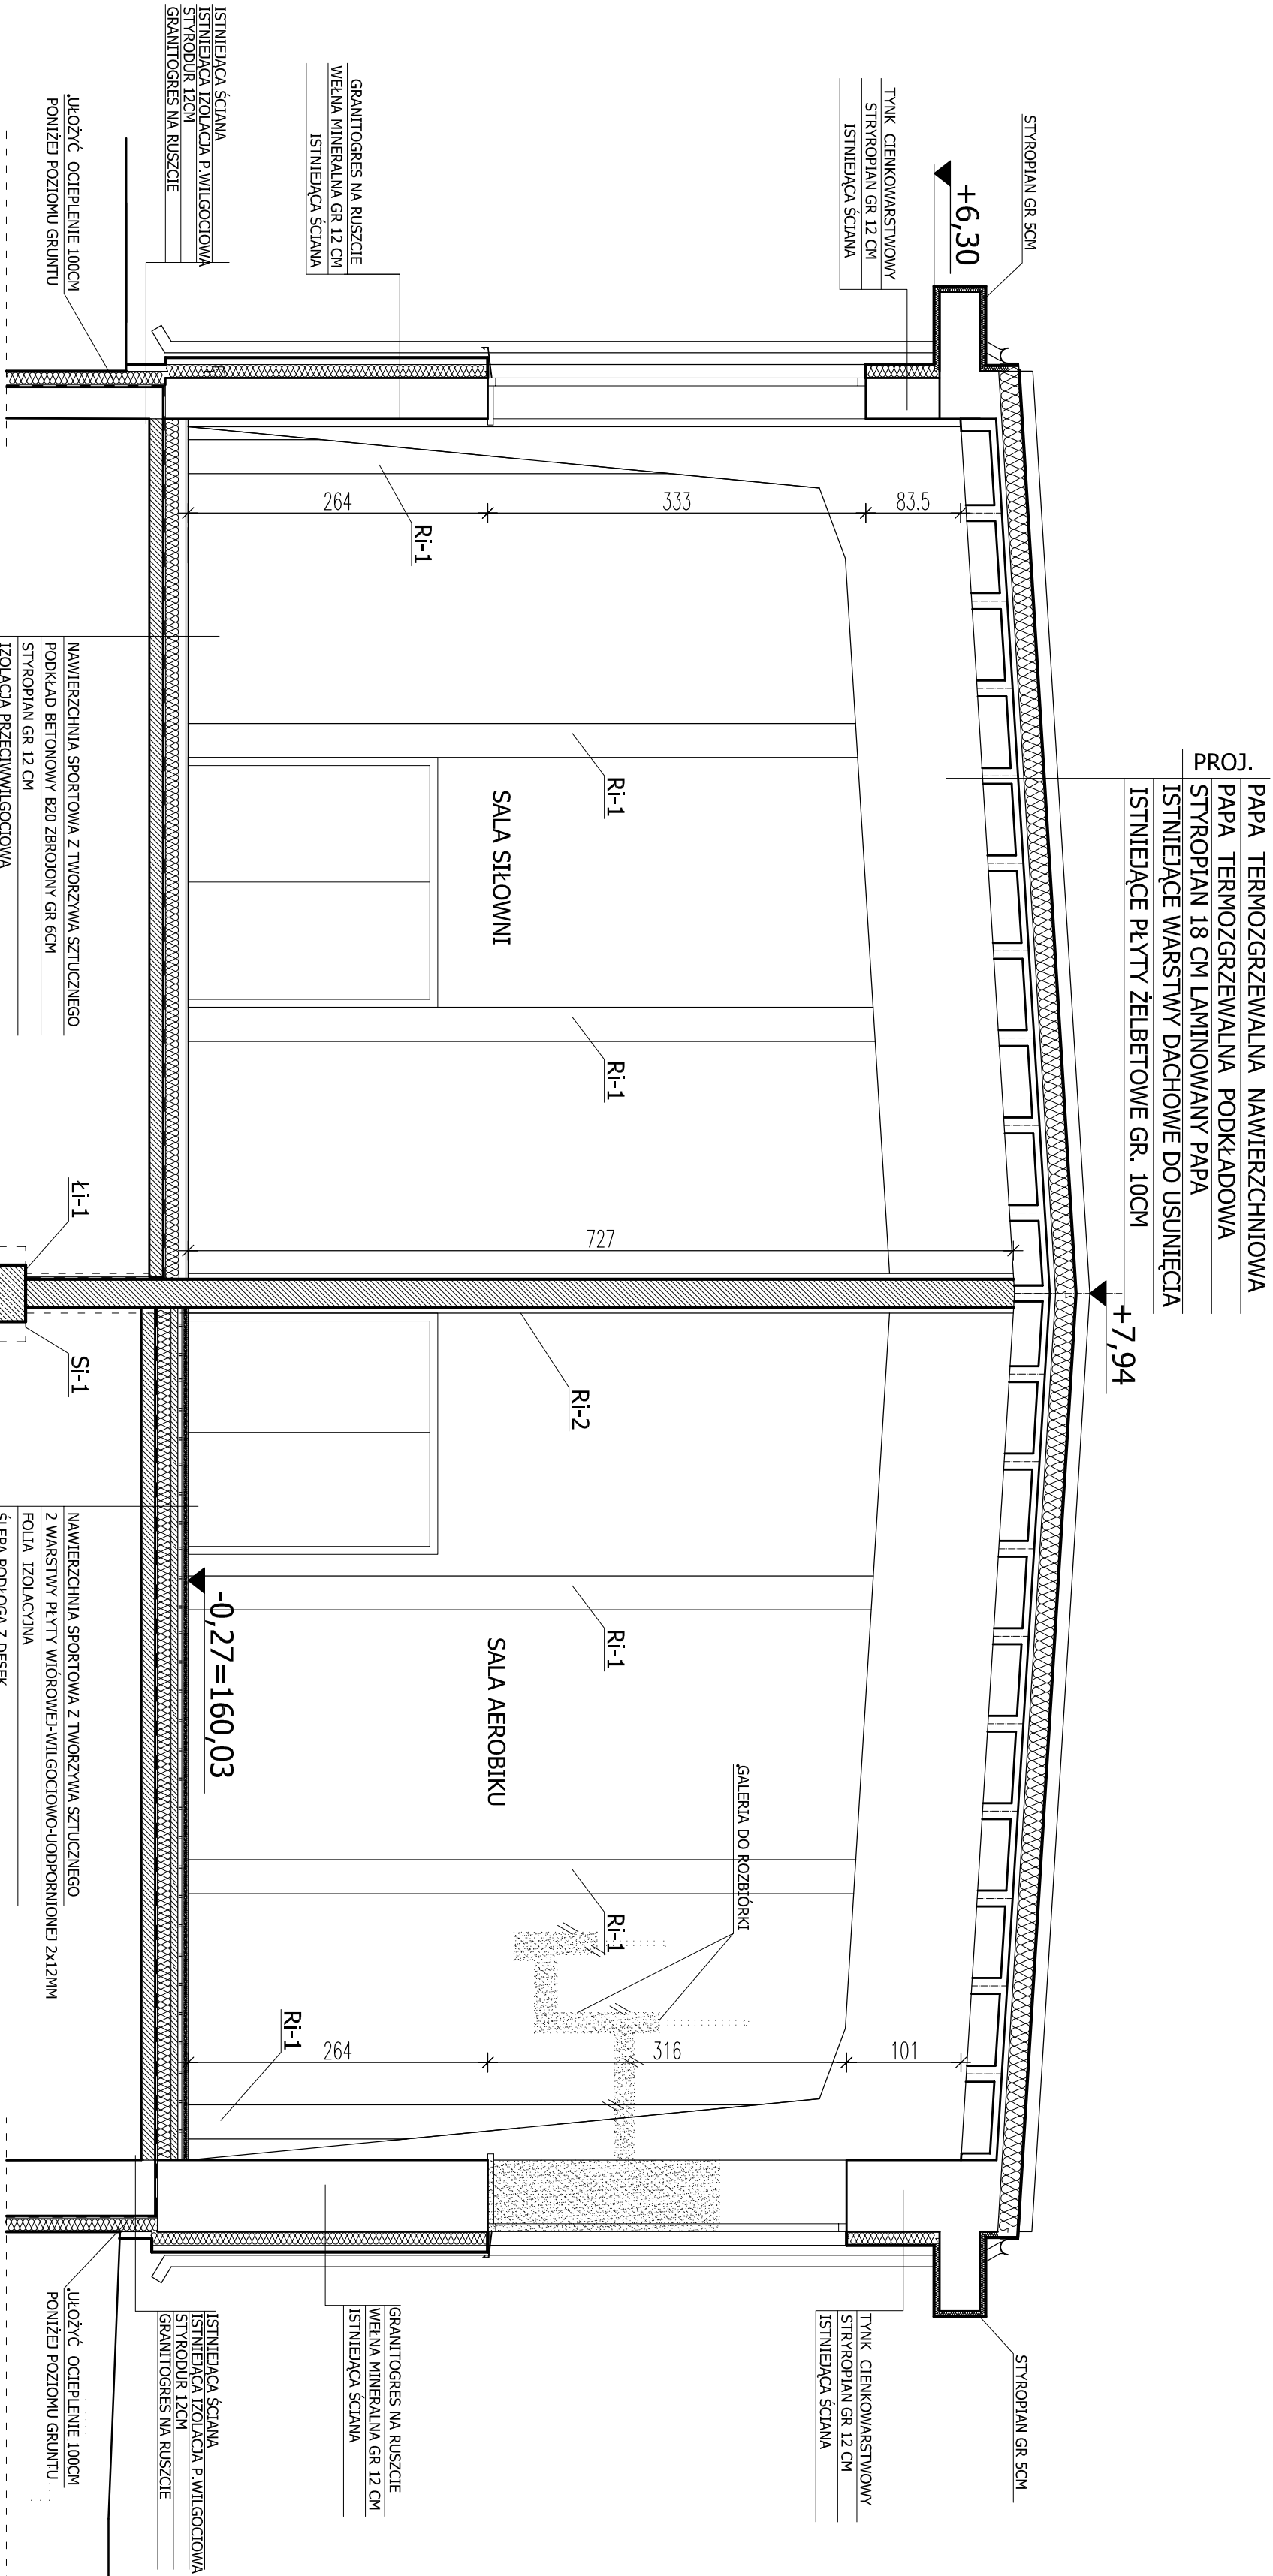 PROJ.
PAPA TERMOZGRZEWALNA NAWIERZCHNIOWA
PAPA TERMOZGRZEWALNA PODKŁADOWA
STYROPIAN 18 CM LAMINOWANY PAPA
ISTNIEJĄCE WARSTWY DACHOWE DO USUNIĘCIA
ISTNIEJĄCE PŁYTY ŻELBETOWE GR. 10CM
+7,94
STYROPIAN GR 5CM
+6,30
TYNK CIENKOWARSTWOWY
STRYROPIAN GR 12 CM
ISTNIEJĄCA ŚCIANA
GRANITOGRES NA RUSZCIE
WEŁNA MINERALNA GR 12 CM
ISTNIEJĄCA ŚCIANA
ISTNIEJĄCA ŚCIANA
ISTNIEJĄCA IZOLACJA P.WILGOCIOWA
STYRODUR 12CM
GRANITOGRES NA RUSZCIE
UŁOŻYĆ OCIEPLENIE 100CM
PONIŻEJ POZIOMU GRUNTU
83.5
333
264
Ri-1
Ri-1
SALA SIŁOWNI
Ri-1
727
Ri-2
Ri-1
SALA AEROBIKU
-0,27=160,03
GALERIA DO ROZBIÓRKI
Ri-1
Ri-1
101
316
264
STYROPIAN GR 5CM
TYNK CIENKOWARSTWOWY
STRYROPIAN GR 12 CM
ISTNIEJĄCA ŚCIANA
GRANITOGRES NA RUSZCIE
WEŁNA MINERALNA GR 12 CM
ISTNIEJĄCA ŚCIANA
ISTNIEJĄCA ŚCIANA
ISTNIEJĄCA IZOLACJA P.WILGOCIOWA
STYRODUR 12CM
GRANITOGRES NA RUSZCIE
UŁOŻYĆ OCIEPLENIE 100CM
PONIŻEJ POZIOMU GRUNTU
NAWIERZCHNIA SPORTOWA Z TWORZYWA SZTUCZNEGO
PODKŁAD BETONOWY B20 ZBROJONY GR 6CM
STYROPIAN GR 12 CM
IZOLACJA PRZECIWWILGOCIOWA
Łi-1
Si-1
NAWIERZCHNIA SPORTOWA Z TWORZYWA SZTUCZNEGO
2 WARSTWY PŁYTY WIÓROWEJ-WILGOCIOWO-UODPORNIONEJ 2x12MM
FOLIA IZOLACYJNA
ŚLEPA PODŁOGA Z DESEK